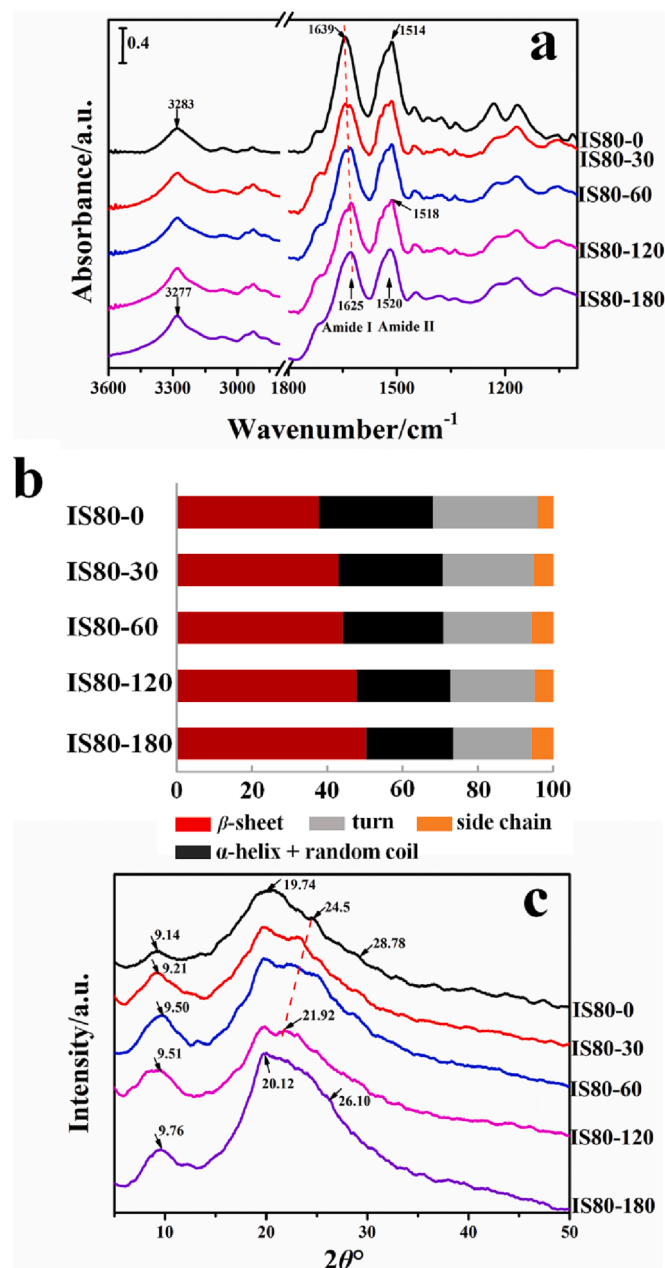 a
0.4
1639
1514
3283
IS80-0
IS80-30
IS80-60
1518
IS80-120
3277
1625
1520
IS80-180
Amide I
Amide II
Absorbance/a.u.
3600
3300
3000
1800
1500
1200
Wavenumber/cm⁻¹
b
IS80-0
IS80-30
IS80-60
IS80-120
IS80-180
0 20 40 60 80 100
β-sheet
turn
side chain
α-helix + random coil
c
19.74
24.5
9.14
28.78
9.21
IS80-0
9.50
IS80-30
21.92
9.51
IS80-60
20.12
26.10
IS80-120
9.76
IS80-180
Intensity/a.u.
10 20 30 40 50
2θ°